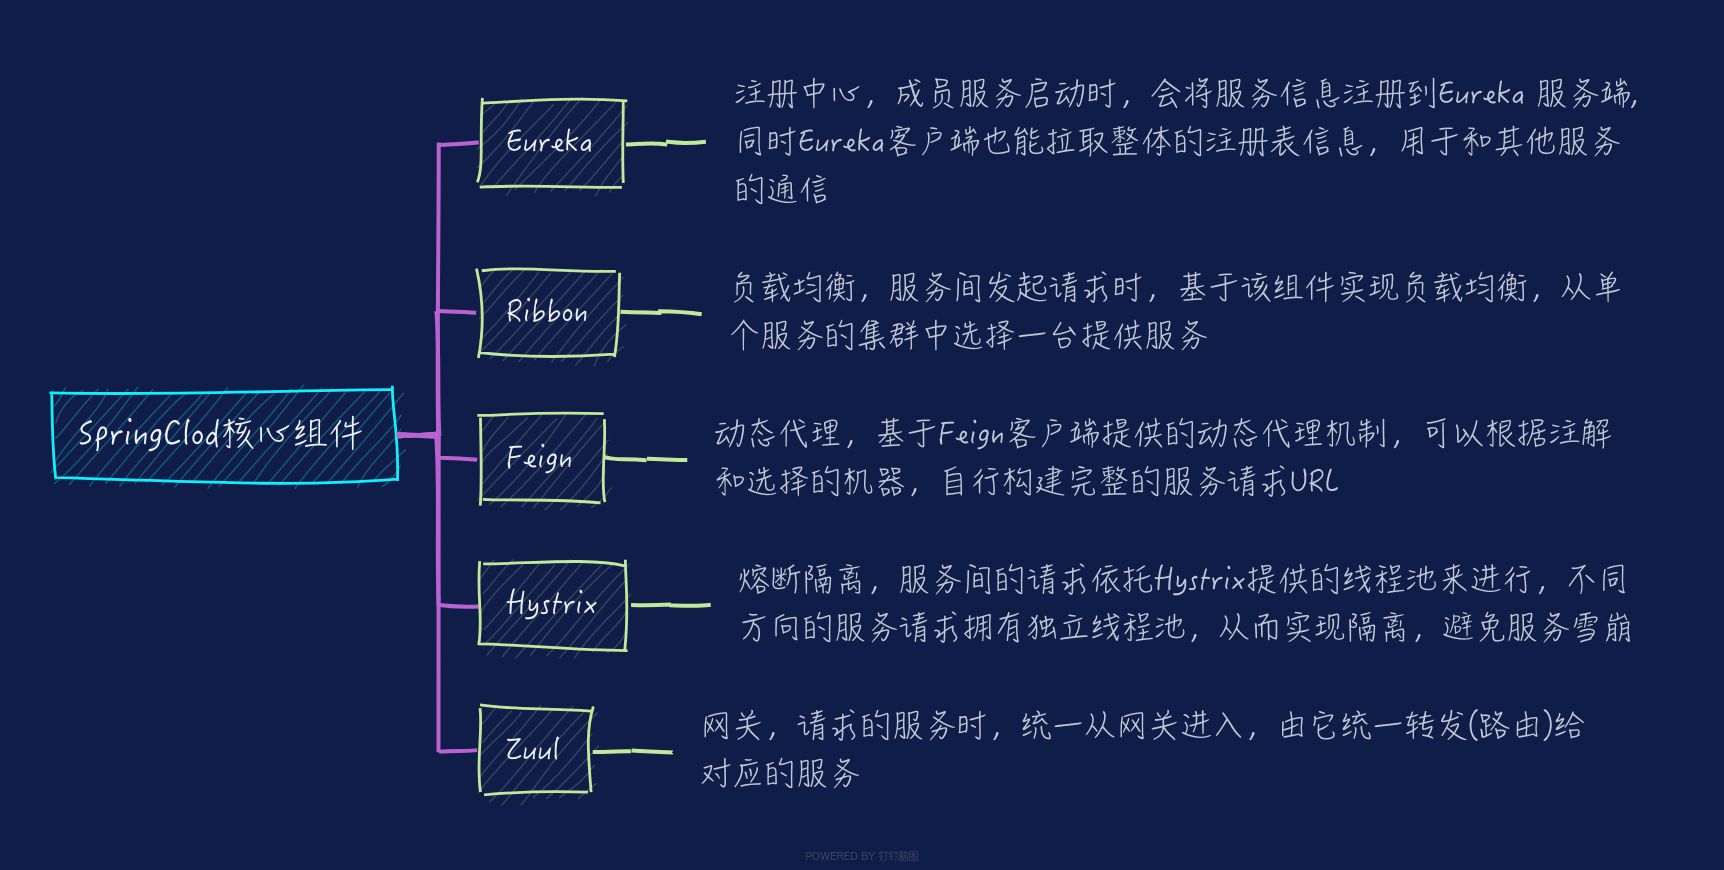 SpringClod核心组件
Eureka
注册中心，成员服务启动时，会将服务信息注册到Eureka 服务端,
同时Eureka客户端也能拉取整体的注册表信息，用于和其他服务
的通信
Ribbon
负载均衡，服务间发起请求时，基于该组件实现负载均衡，从单
个服务的集群中选择一台提供服务
Feign
动态代理，基于Feign客户端提供的动态代理机制，可以根据注解
和选择的机器，自行构建完整的服务请求URL
Hystrix
熔断隔离，服务间的请求依托Hystrix提供的线程池来进行，不同
方向的服务请求拥有独立线程池，从而实现隔离，避免服务雪崩
Zuul
网关，请求的服务时，统一从网关进入，由它统一转发(路由)给
对应的服务
POWERED BY 钉钉脑图